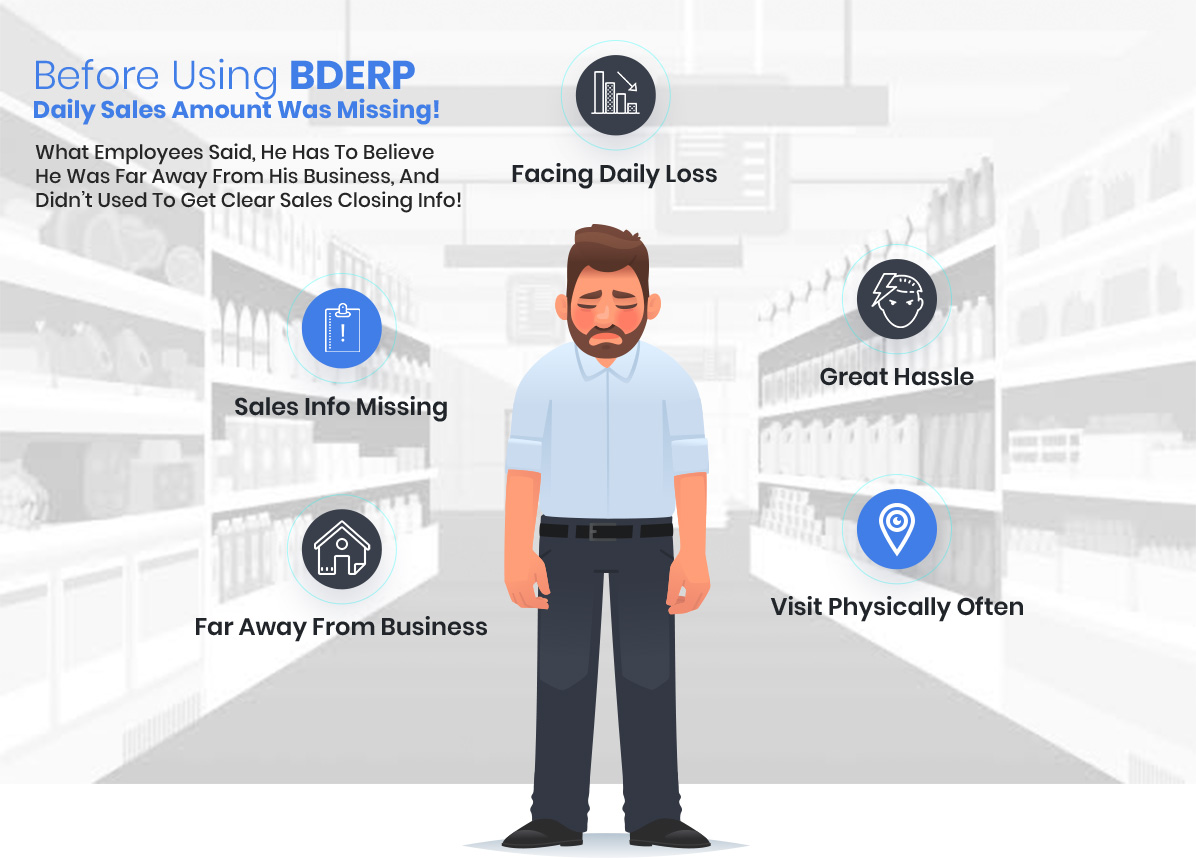 Before Using BDERP
Daily Sales Amount Was Missing!
What Employees Said, He Has To Believe
He Was Far Away From His Business, And
Didn't Used To Get Clear Sales Closing Info!
Facing Daily Loss
Sales Info Missing
Great Hassle
Far Away From Business
Visit Physically Often